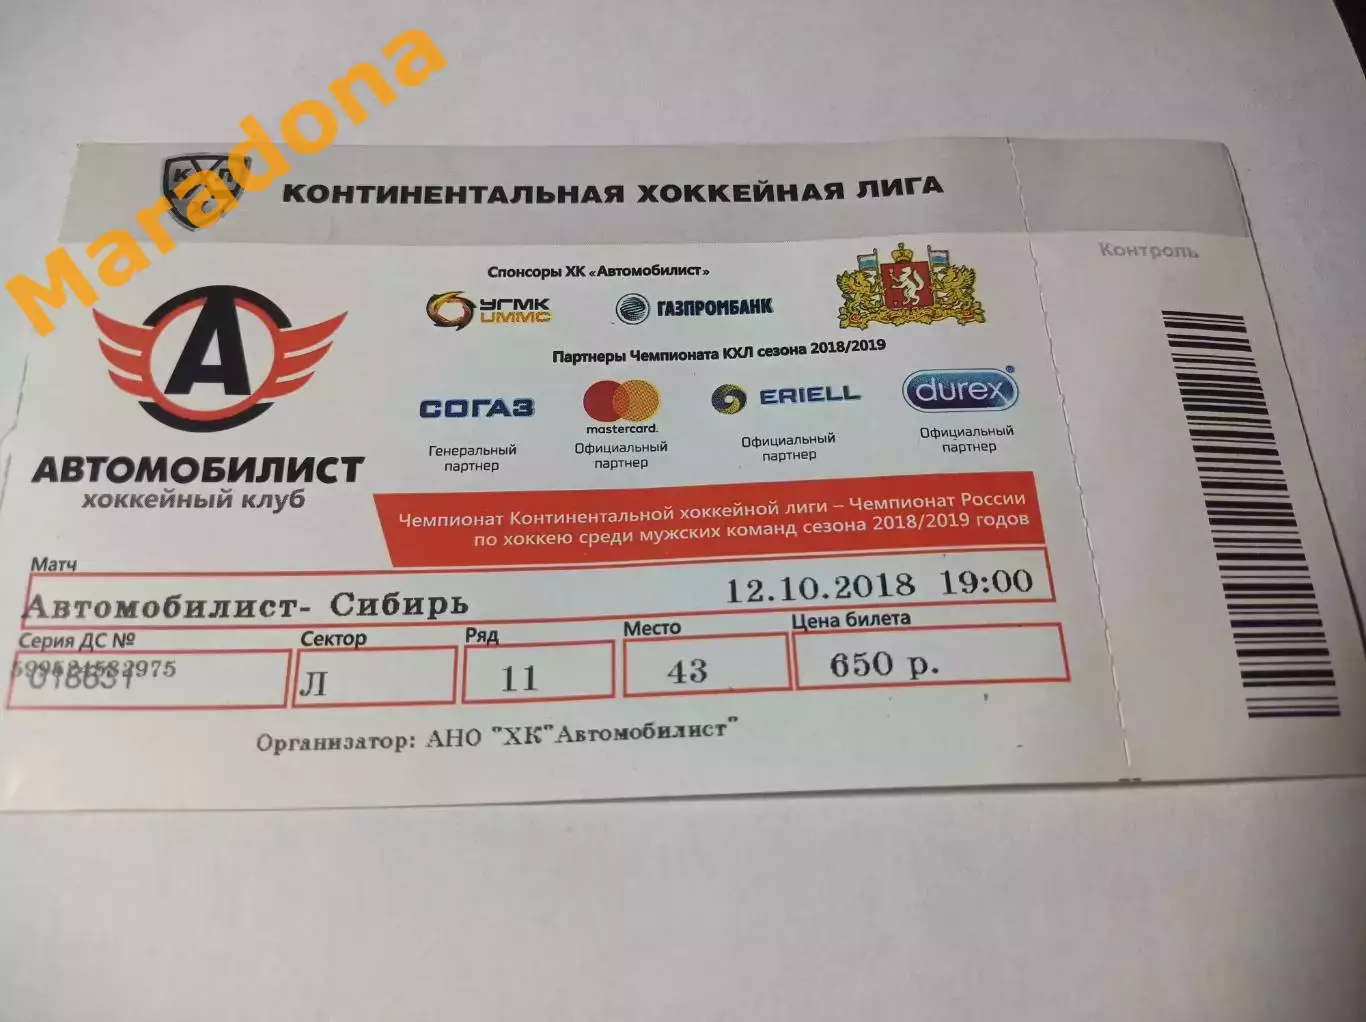 Maradona
КХЛ
КОНТИНЕНТАЛЬНАЯ ХОККЕЙНАЯ ЛИГА
Контроль
Спонсоры ХК «Автомобилист»
УГМК
UMMC
ГАЗПРОМБАНК
Партнеры Чемпионата КХЛ сезона 2018/2019
СОГАЗ
mastercard.
ERIELL
durex®
Генеральный
партнер
Официальный
партнер
Официальный
партнер
Официальный
партнер
А
АВТОМОБИЛИСТ
ХОККЕЙНЫЙ КЛУБ
Чемпионат Континентальной хоккейной лиги – Чемпионат России
по хоккею среди мужских команд сезона 2018/2019 годов
Матч
Автомобилист- Сибирь 12.10.2018 19:00
Серия ДС № Сектор Ряд Место Цена билета
018631 Л 11 43 650 р.
Организатор: АНО "ХК"Автомобилист"